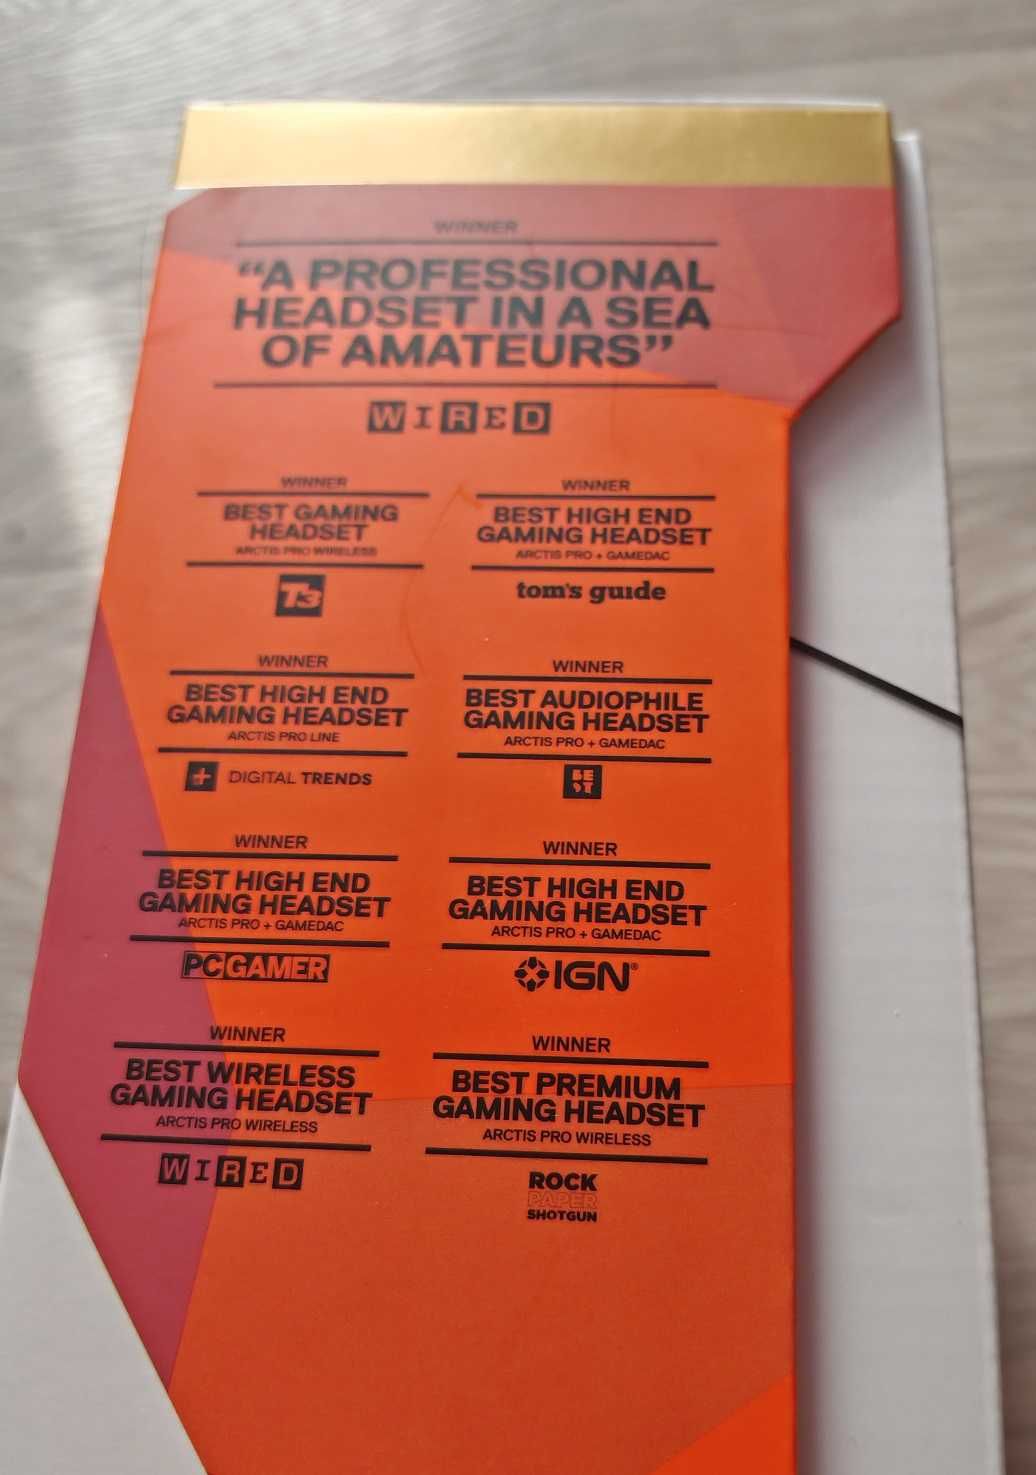 WINNER
“A PROFESSIONAL
HEADSET IN A SEA
OF AMATEURS”
WIRED
WINNER
BEST GAMING
HEADSET
ARCTIS PRO WIRELESS
T3
WINNER
BEST HIGH END
GAMING HEADSET
ARCTIS PRO + GAMEDAC
tom's guide
WINNER
BEST HIGH END
GAMING HEADSET
ARCTIS PRO LINE
+ DIGITAL TRENDS
WINNER
BEST AUDIOPHILE
GAMING HEADSET
ARCTIS PRO + GAMEDAC
BE
ST
WINNER
BEST HIGH END
GAMING HEADSET
ARCTIS PRO + GAMEDAC
PCGAMER
WINNER
BEST HIGH END
GAMING HEADSET
ARCTIS PRO + GAMEDAC
IGN®
WINNER
BEST WIRELESS
GAMING HEADSET
ARCTIS PRO WIRELESS
WIRED
WINNER
BEST PREMIUM
GAMING HEADSET
ARCTIS PRO WIRELESS
ROCK
PAPER
SHOTGUN